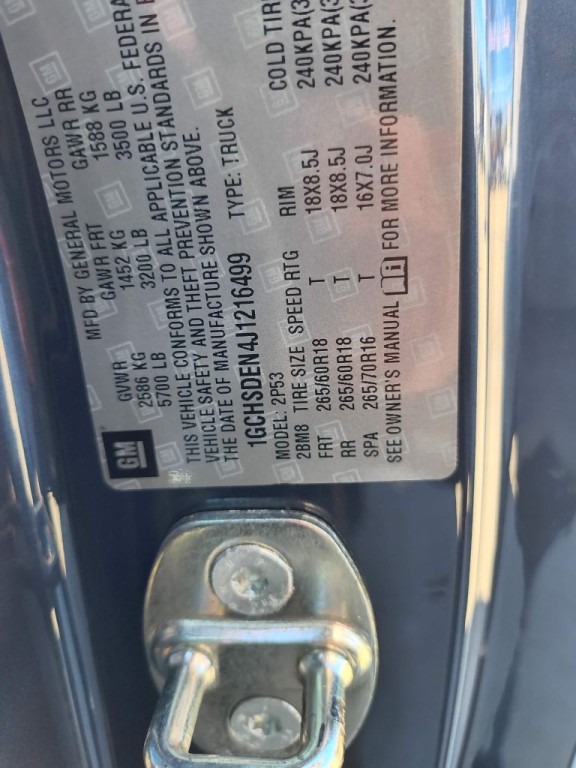 GM
MFD BY GENERAL MOTORS LLC
GVWR GAWR FRT GAWR RR
2586 KG 1452 KG 1588 KG
5700 LB 3200 LB 3500 LB
THIS VEHICLE CONFORMS TO ALL APPLICABLE U.S. FEDERA
VEHICLE SAFETY AND THEFT PREVENTION STANDARDS IN E
THE DATE OF MANUFACTURE SHOWN ABOVE.
1GCHSDEN4J1216499 TYPE: TRUCK
MODEL: 2P53
2BM8 TIRE-SIZE SPEED RTG RIM COLD TIR
FRT 265/60R18 T 18X8.5J 240KPA(3
RR 265/60R18 T 18X8.5J 240KPA(3
SPA 265/70R16 T 16X7.0J 240KPA(3
SEE OWNER'S MANUAL FOR MORE INFORMATION.